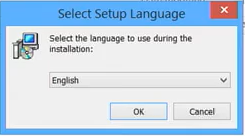 Select Setup Language
Select the language to use during the
installation:
English
OK
Cancel